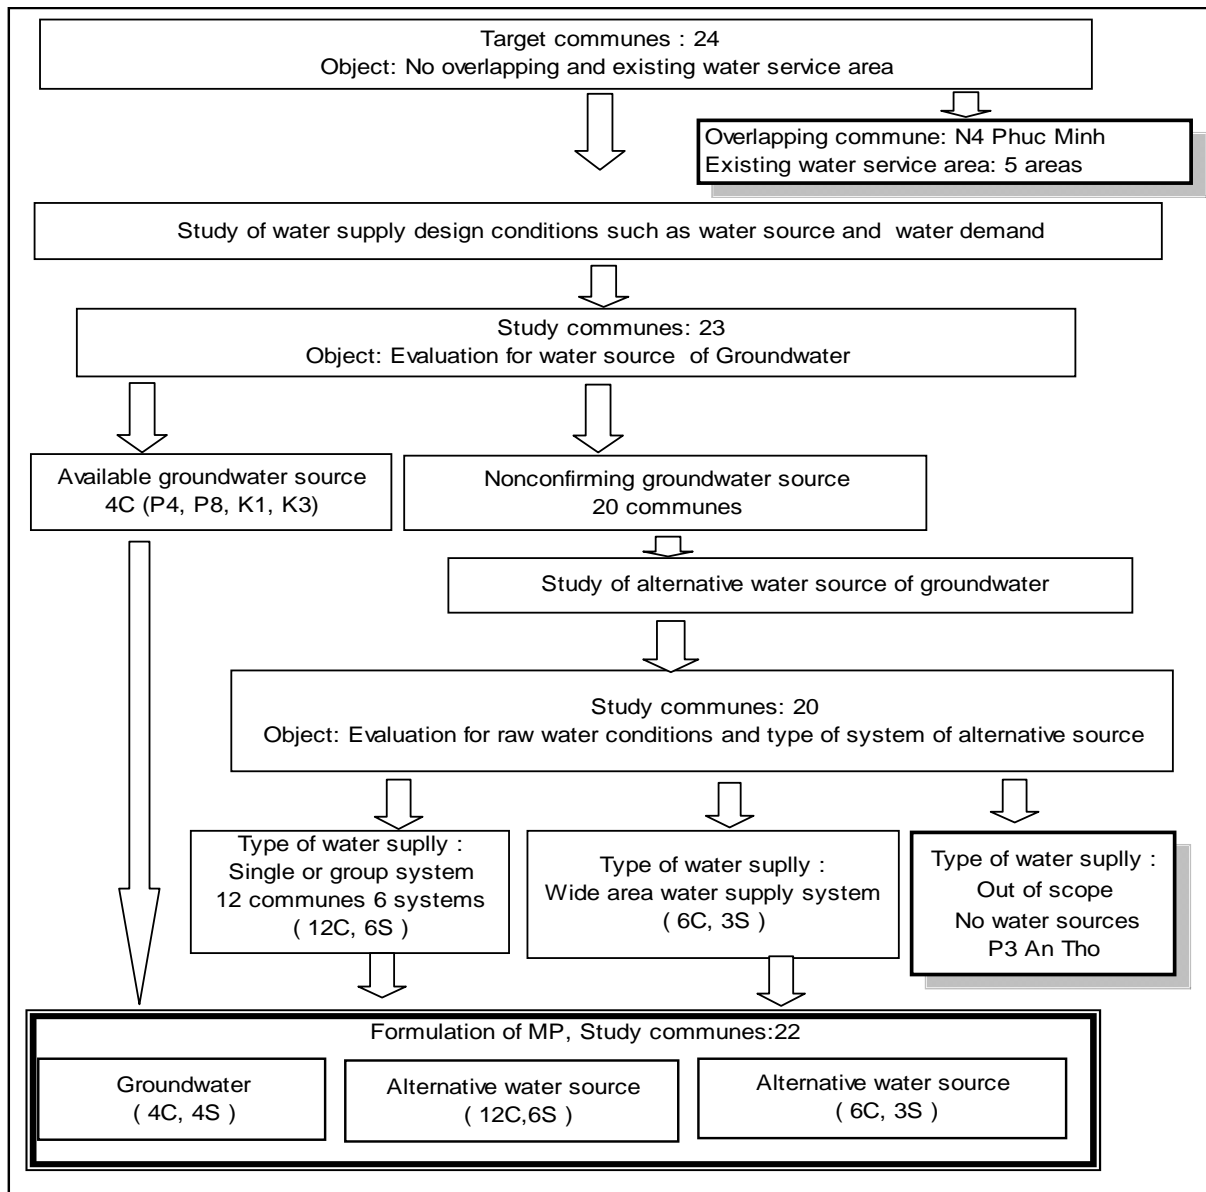 Target communes : 24
Object: No overlapping and existing water service area
Overlapping commune: N4 Phuc Minh
Existing water service area: 5 areas
Study of water supply design conditions such as water source and water demand
Study communes: 23
Object: Evaluation for water source of Groundwater
Available groundwater source
4C (P4, P8, K1, K3)
Nonconfirming groundwater source
20 communes
Study of alternative water source of groundwater
Study communes: 20
Object: Evaluation for raw water conditions and type of system of alternative source
Type of water suplly :
Single or group system
12 communes 6 systems
( 12C, 6S )
Type of water suplly :
Wide area water supply system
( 6C, 3S )
Type of water suplly :
Out of scope
No water sources
P3 An Tho
Formulation of MP, Study communes:22
Groundwater
( 4C, 4S )
Alternative water source
( 12C,6S )
Alternative water source
( 6C, 3S )